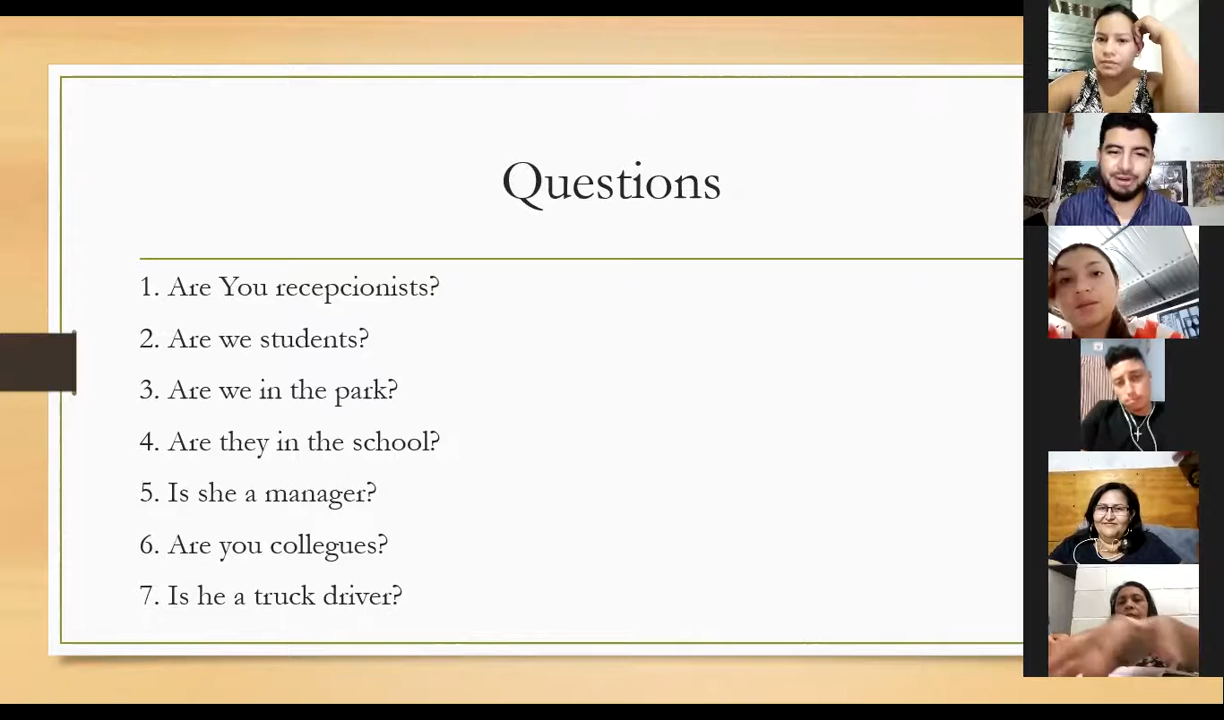 Questions
1. Are You recepcionists?
2. Are we students?
3. Are we in the park?
4. Are they in the school?
5. Is she a manager?
6. Are you collegues?
7. Is he a truck driver?